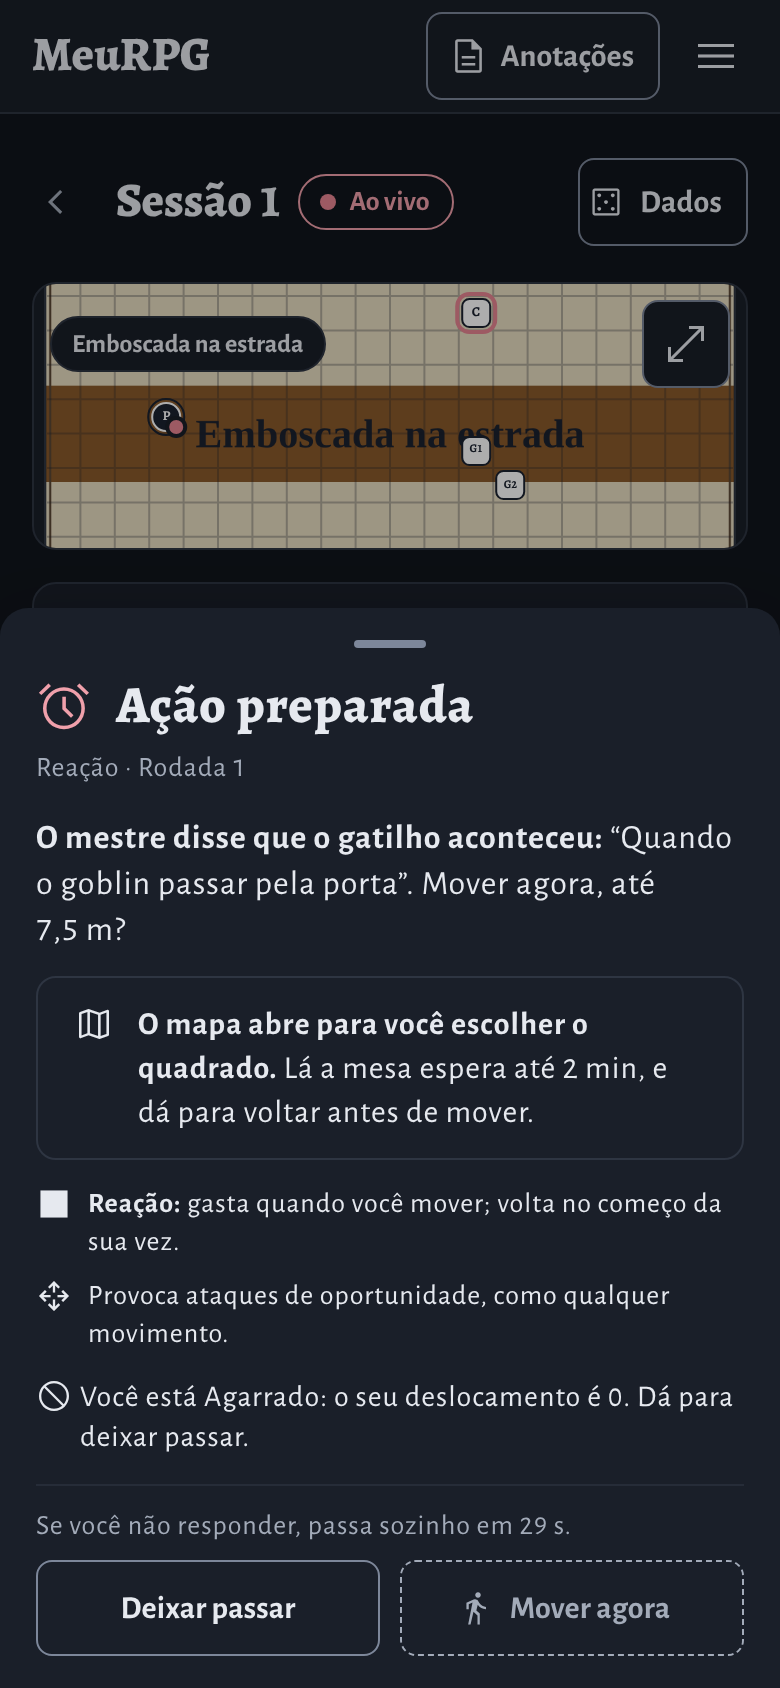 MeuRPG
Anotações
Sessão 1
Ao vivo
Dados
C
Emboscada na estrada
P
Emboscada na estrada
G1
G2
Ação preparada
Reação · Rodada 1
O mestre disse que o gatilho aconteceu: “Quando
o goblin passar pela porta”. Mover agora, até
7,5 m?
O mapa abre para você escolher o
quadrado. Lá a mesa espera até 2 min, e
dá para voltar antes de mover.
Reação: gasta quando você mover; volta no começo da
sua vez.
Provoca ataques de oportunidade, como qualquer
movimento.
Você está Agarrado: o seu deslocamento é 0. Dá para
deixar passar.
Se você não responder, passa sozinho em 29 s.
Deixar passar
Mover agora